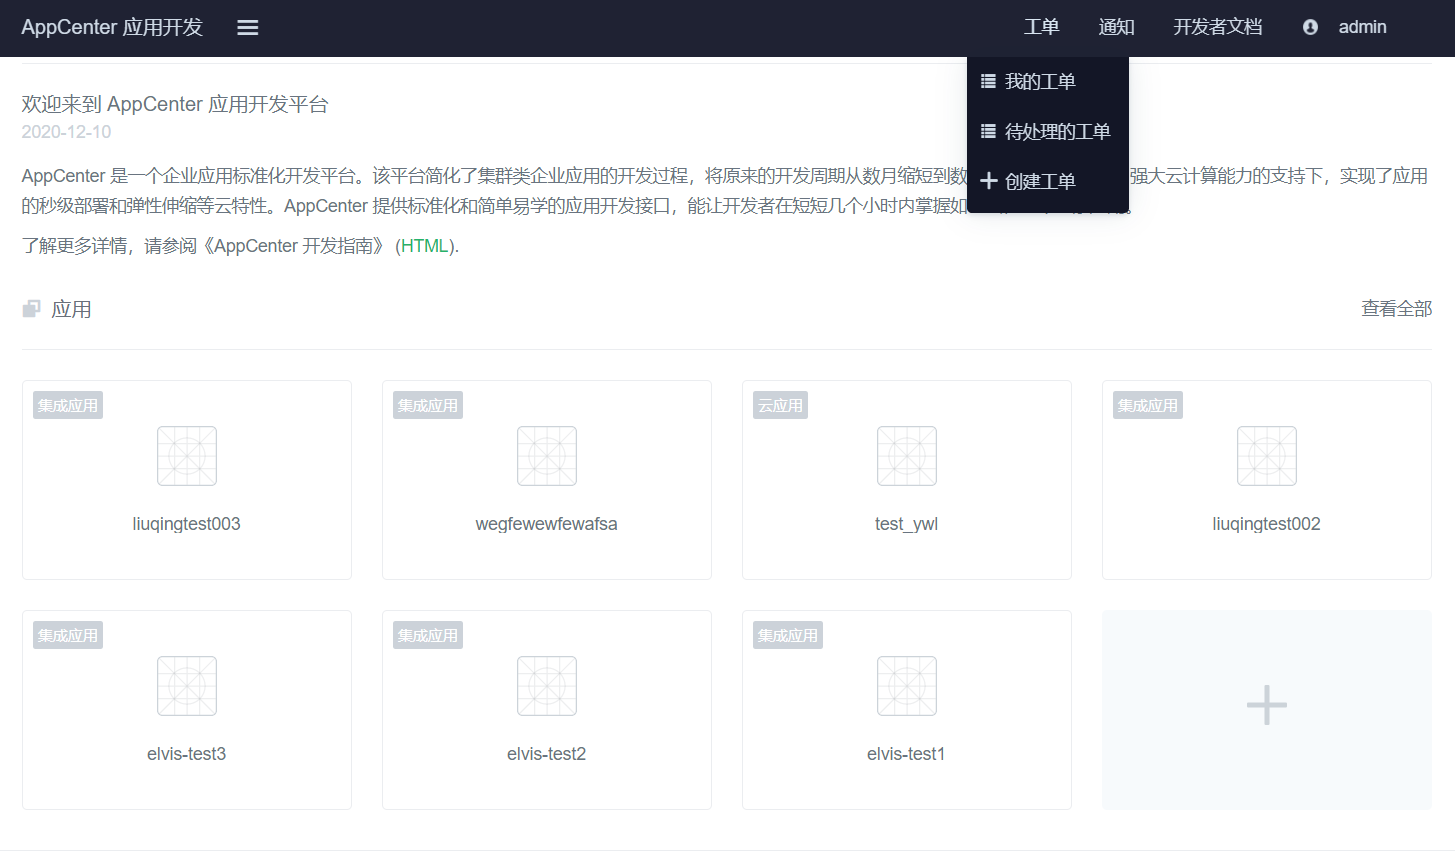 AppCenter 应用开发
工单 通知 开发者文档 admin
我的工单
待处理的工单
创建工单
欢迎来到 AppCenter 应用开发平台
2020-12-10
AppCenter 是一个企业应用标准化开发平台。该平台简化了集群类企业应用的开发过程，将原来的开发周期从数月缩短到数 强大云计算能力的支持下，实现了应用
的秒级部署和弹性伸缩等云特性。AppCenter 提供标准化和简单易学的应用开发接口，能让开发者在短短几个小时内掌握如
了解更多详情，请参阅《AppCenter 开发指南》 (HTML).
应用 查看全部
集成应用 集成应用 云应用 集成应用
liuqingtest003 wegfewewfewafsa test_ywl liuqingtest002
集成应用 集成应用 集成应用
elvis-test3 elvis-test2 elvis-test1